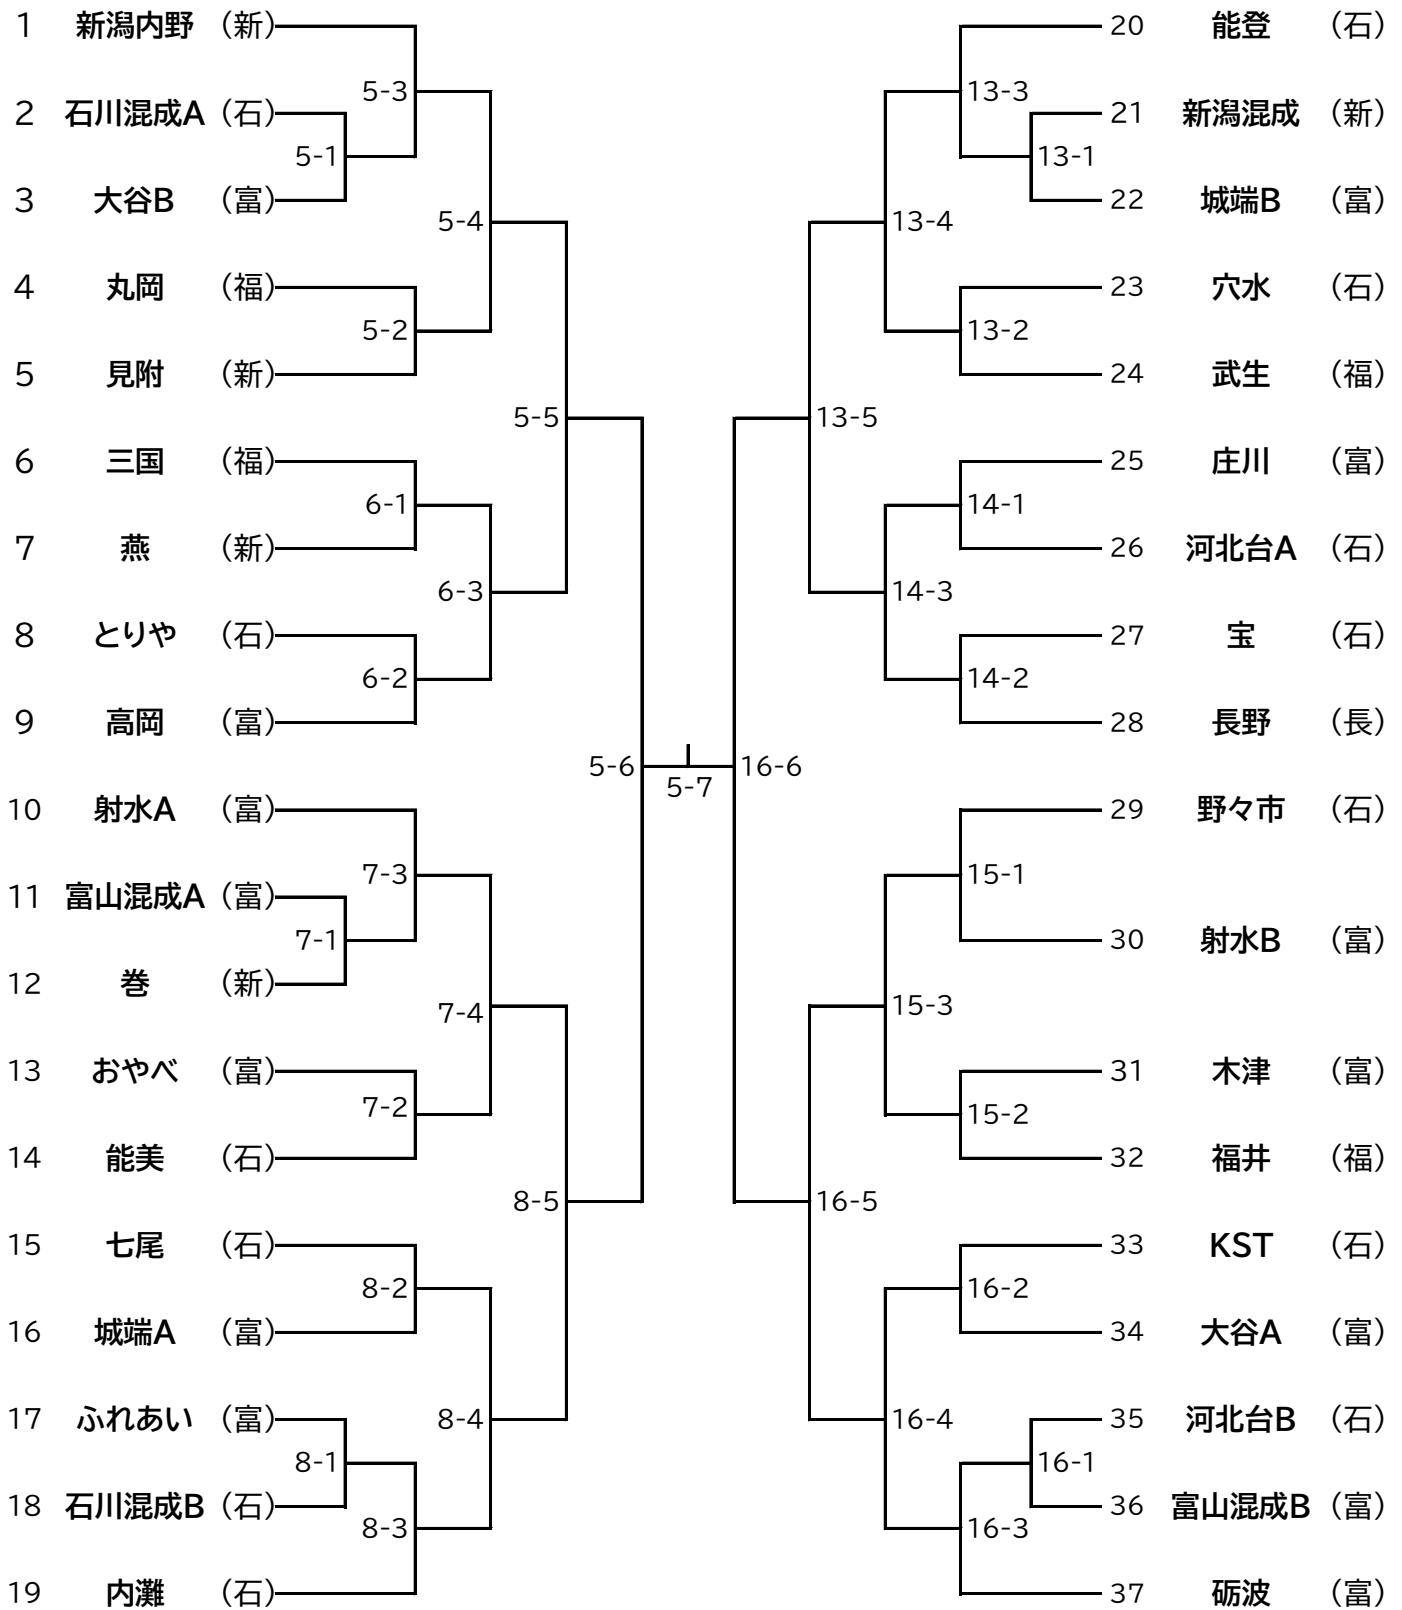 1 新潟内野 （新）
5-3
2 石川混成A （石）
5-1
3 大谷B （富）
5-4
4 丸岡 （福）
5-2
5 見附 （新）
5-5
6 三国 （福）
6-1
7 燕 （新）
6-3
8 とりや （石）
6-2
9 高岡 （富）
5-6
10 射水A （富）
7-3
11 富山混成A （富）
7-1
12 巻 （新）
7-4
13 おやべ （富）
7-2
14 能美 （石）
8-5
15 七尾 （石）
8-2
16 城端A （富）
17 ふれあい （富）
8-4
8-1
18 石川混成B （石）
8-3
19 内灘 （石）
5-7
20 能登 （石）
13-3
21 新潟混成 （新）
13-1
22 城端B （富）
13-4
23 穴水 （石）
13-2
24 武生 （福）
13-5
25 庄川 （富）
14-1
26 河北台A （石）
14-3
27 宝 （石）
14-2
28 長野 （長）
16-6
29 野々市 （石）
15-1
30 射水B （富）
15-3
31 木津 （富）
15-2
32 福井 （福）
16-5
33 KST （石）
16-2
34 大谷A （富）
35 河北台B （石）
16-4
16-1
36 富山混成B （富）
16-3
37 砺波 （富）